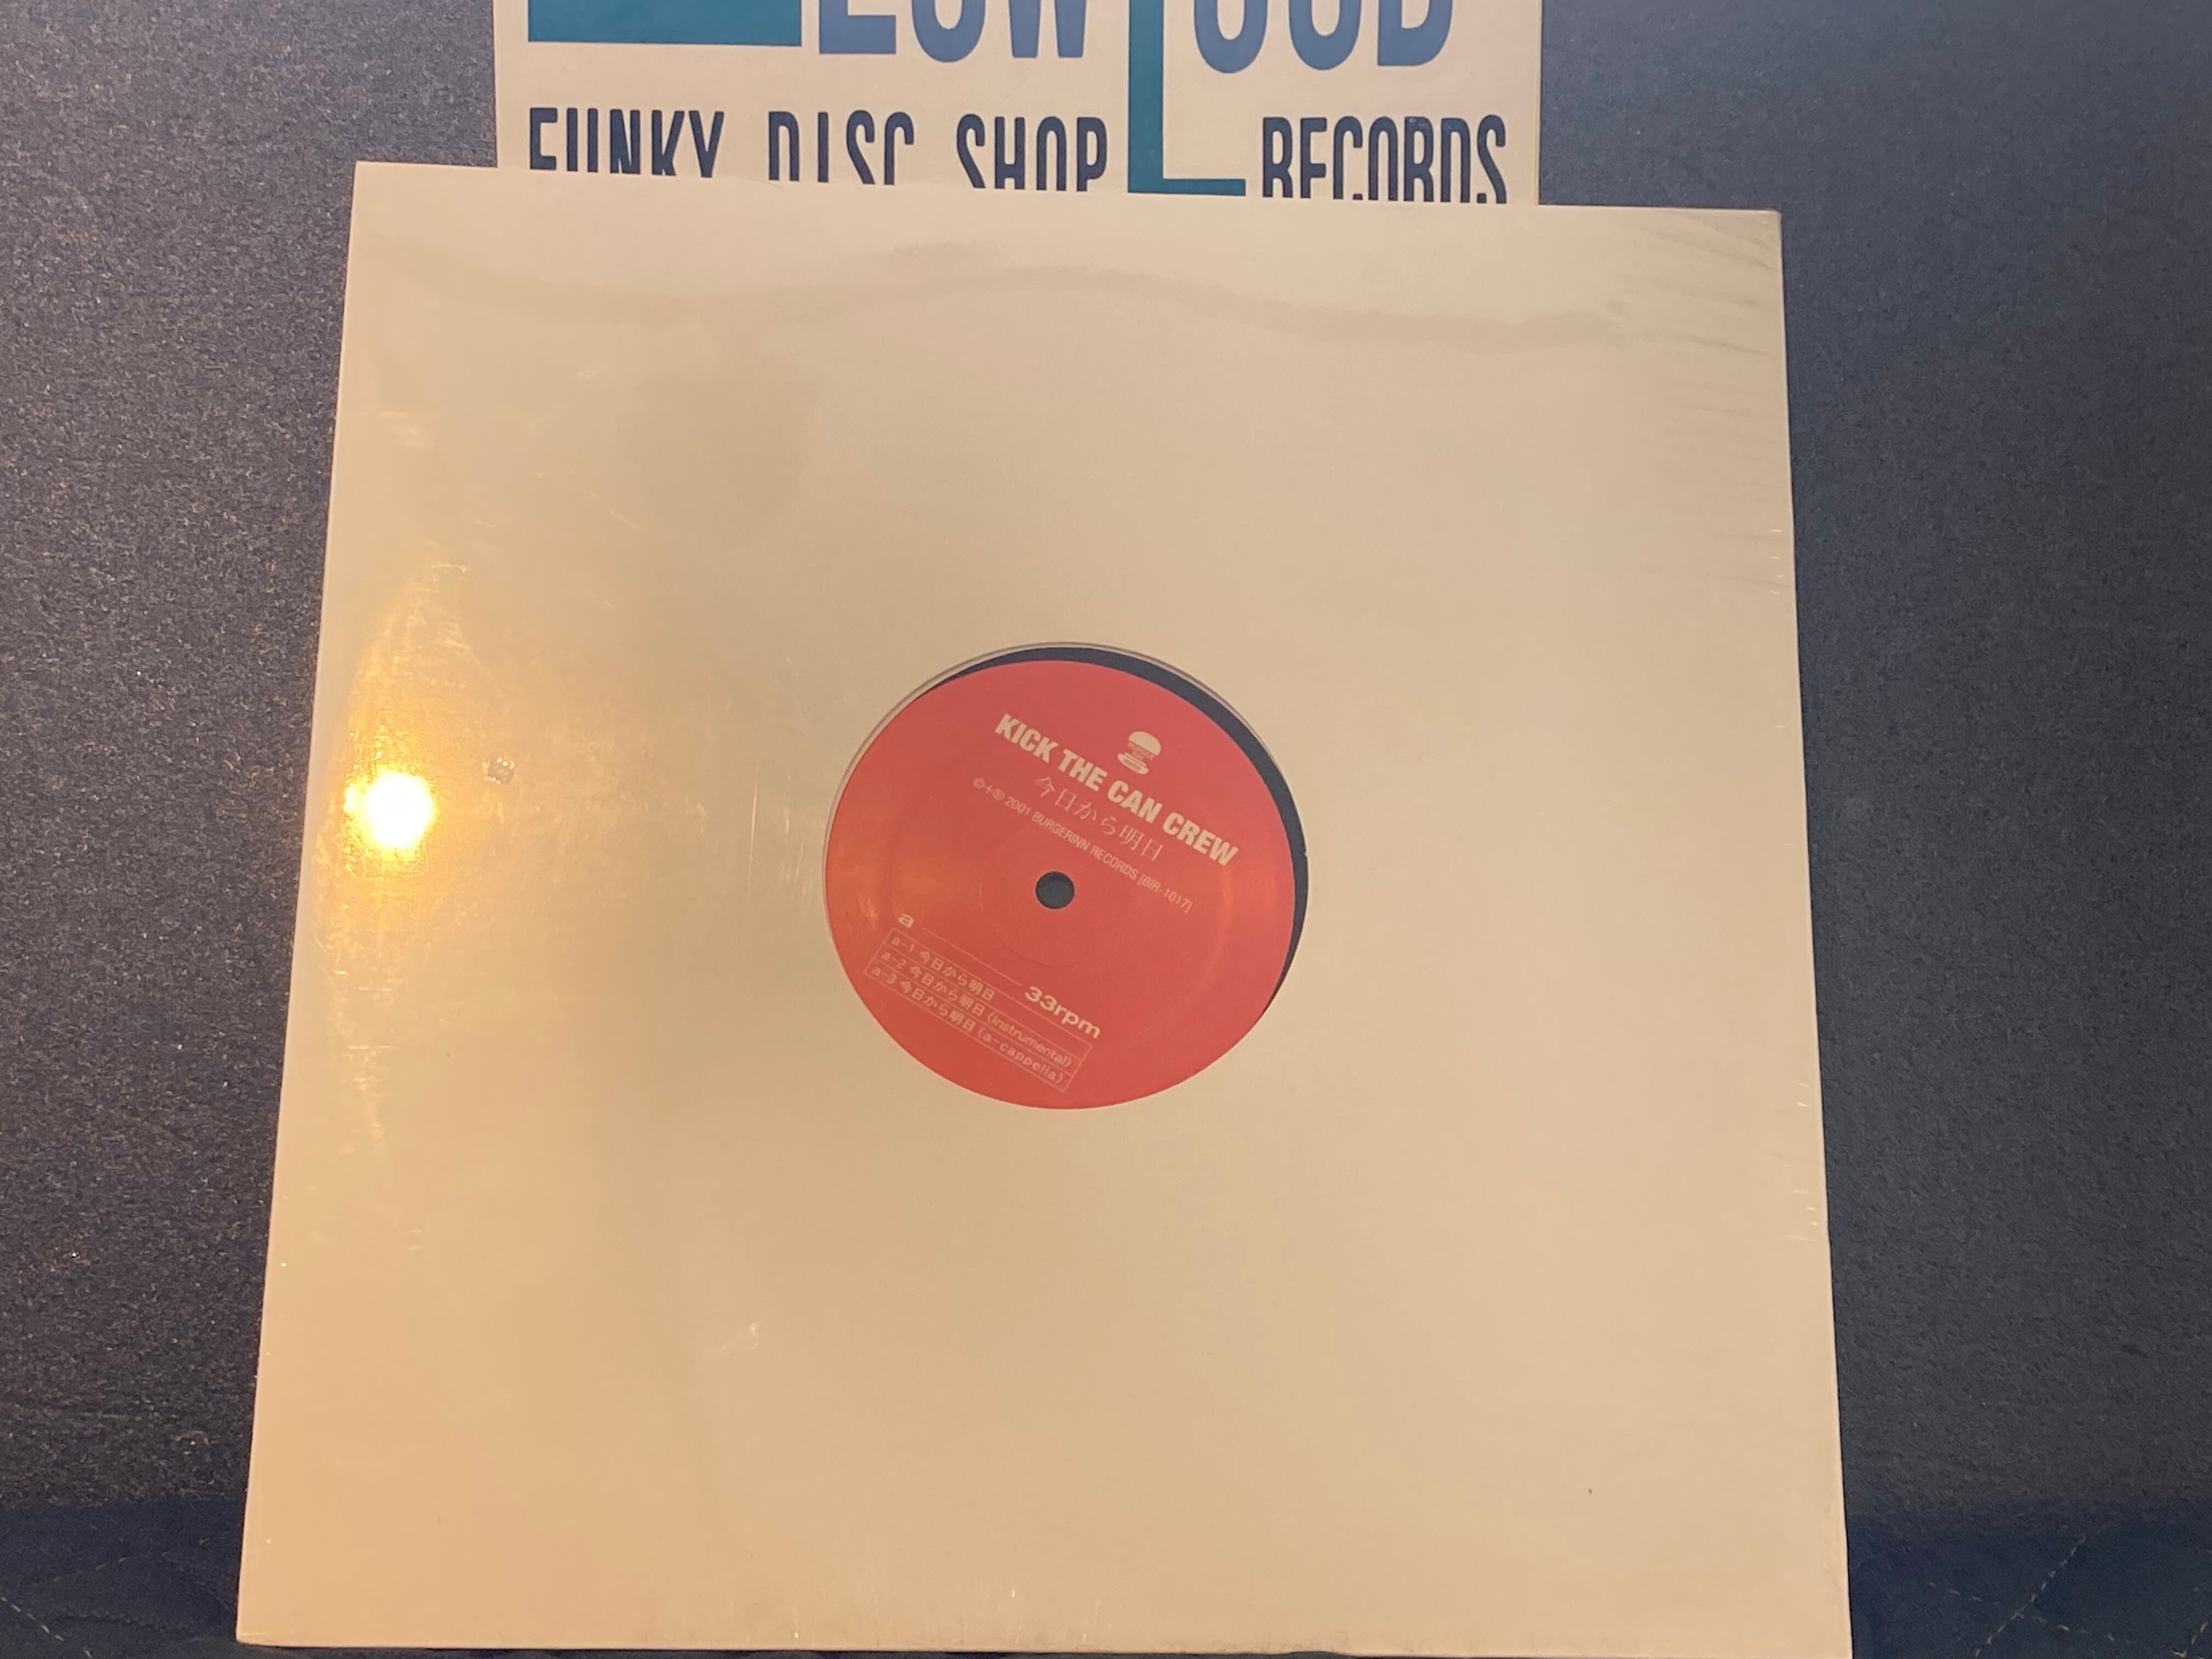 FUNKY DISC SHOP RECORDS
KICK THE CAN CREW
今日から明日
©+℗ 2001 BURGERINN RECORDS [BIR-1017]
a
33rpm
a-1 今日から明日
a-2 今日から明日 (instrumental)
a-3 今日から明日 (a-cappella)